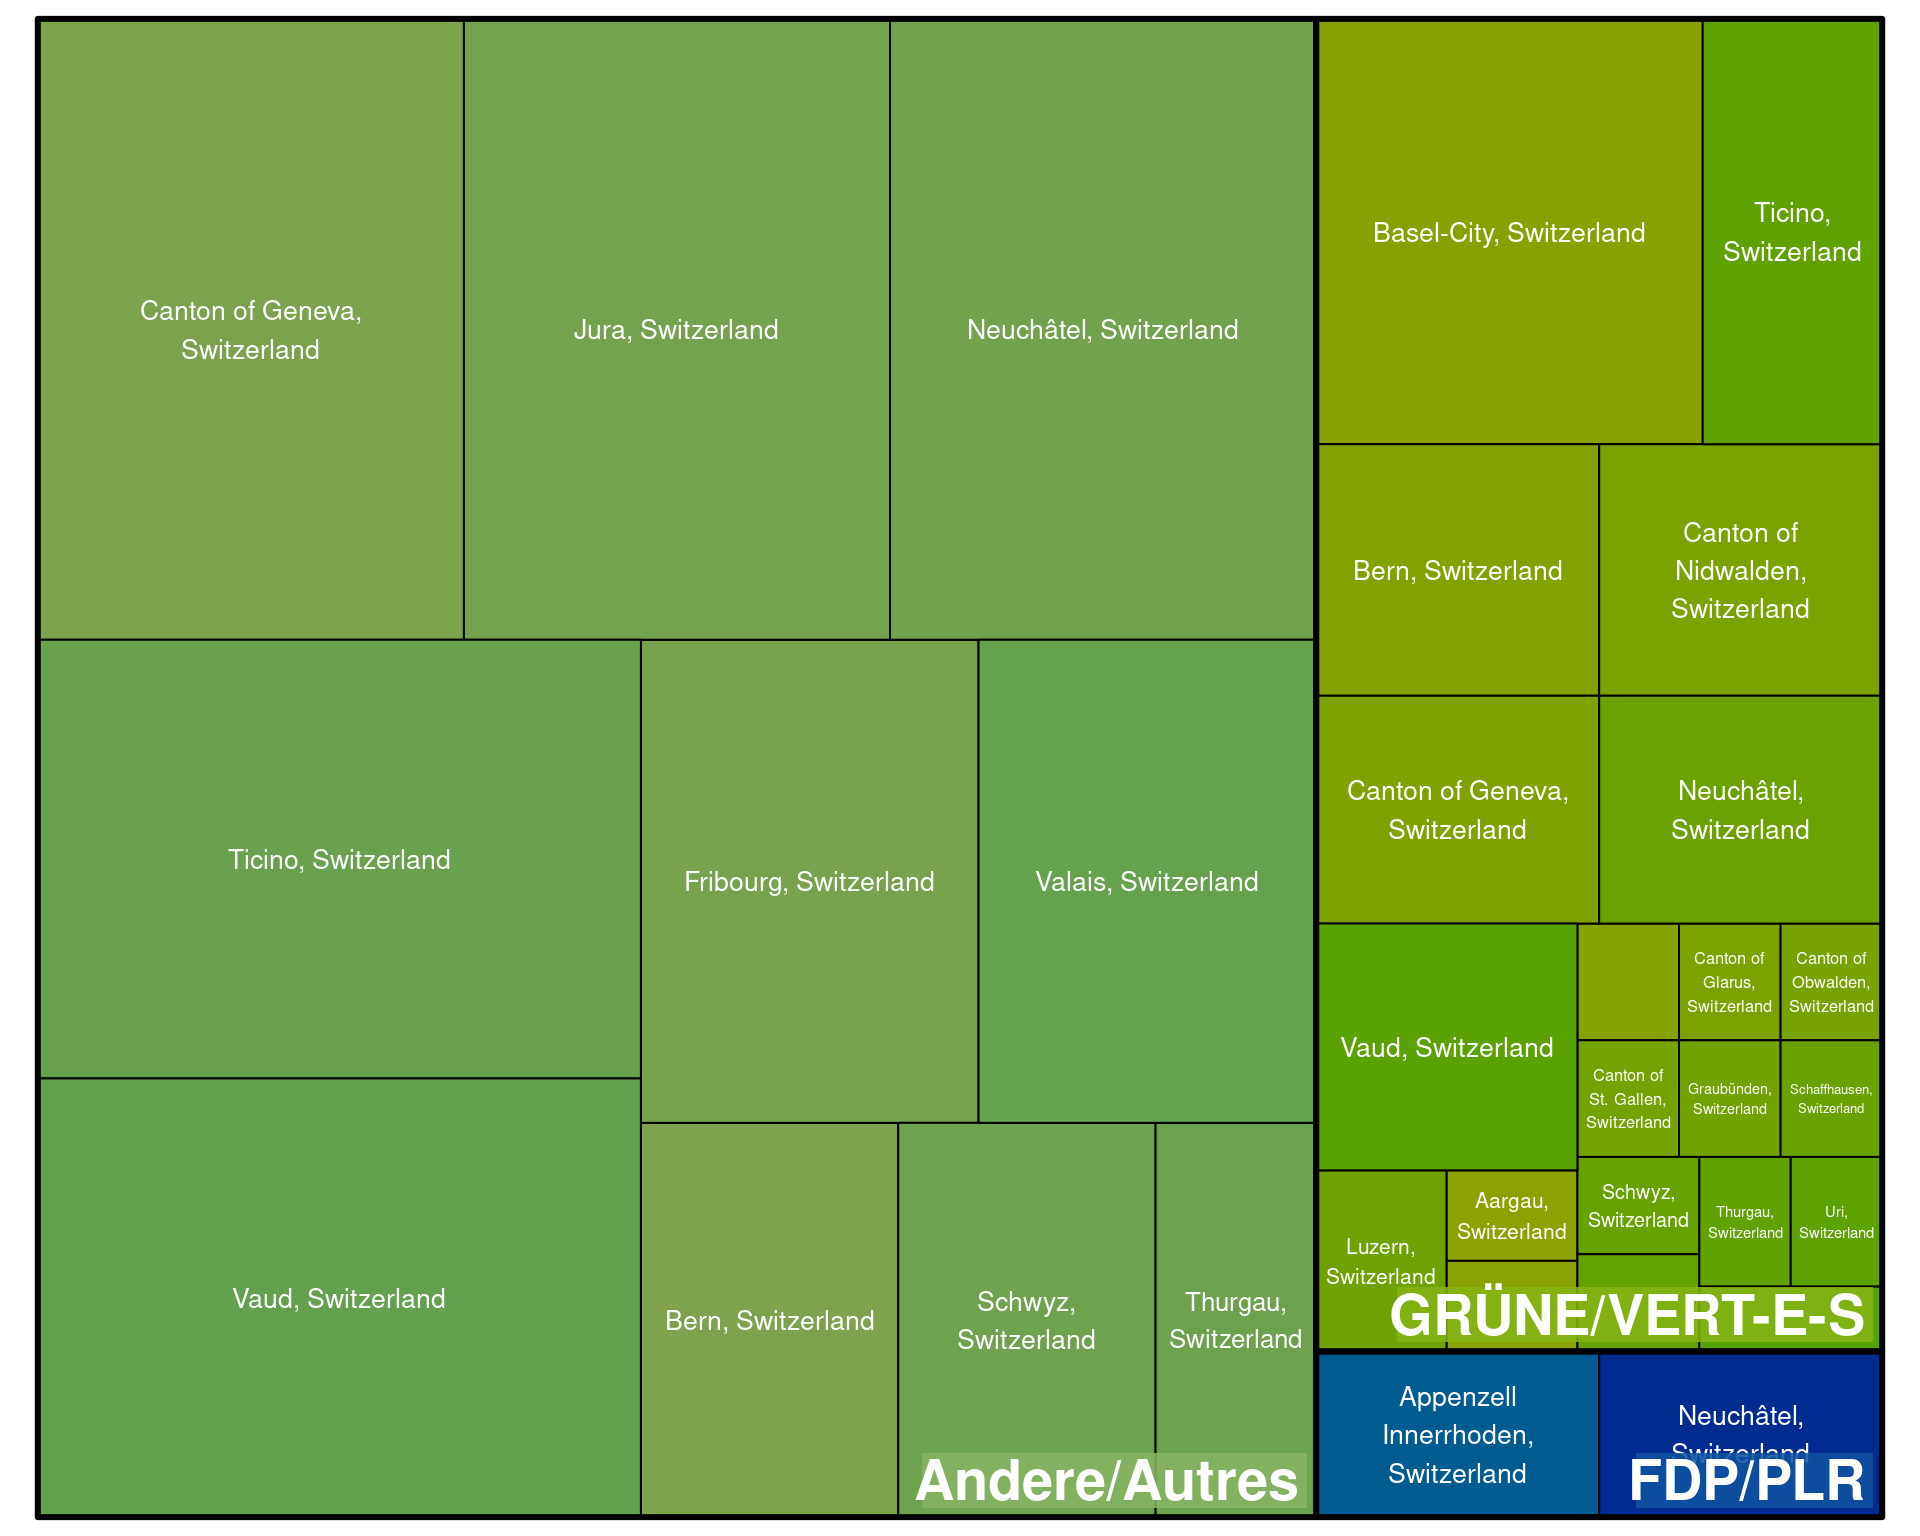 Canton of Geneva,
Switzerland
Jura, Switzerland
Neuchâtel, Switzerland
Ticino, Switzerland
Fribourg, Switzerland
Valais, Switzerland
Vaud, Switzerland
Bern, Switzerland
Schwyz,
Switzerland
Thurgau,
Switzerland
Andere/Autres
Basel-City, Switzerland
Ticino,
Switzerland
Bern, Switzerland
Canton of
Nidwalden,
Switzerland
Canton of Geneva,
Switzerland
Neuchâtel,
Switzerland
Vaud, Switzerland
Canton of
Glarus,
Switzerland
Canton of
Obwalden,
Switzerland
Canton of
St. Gallen,
Switzerland
Graubünden,
Switzerland
Schaffhausen,
Switzerland
Luzern,
Switzerland
Aargau,
Switzerland
Schwyz,
Switzerland
Thurgau,
Switzerland
Uri,
Switzerland
GRÜNE/VERT-E-S
Appenzell
Innerrhoden,
Switzerland
Neuchâtel,
Switzerland
FDP/PLR